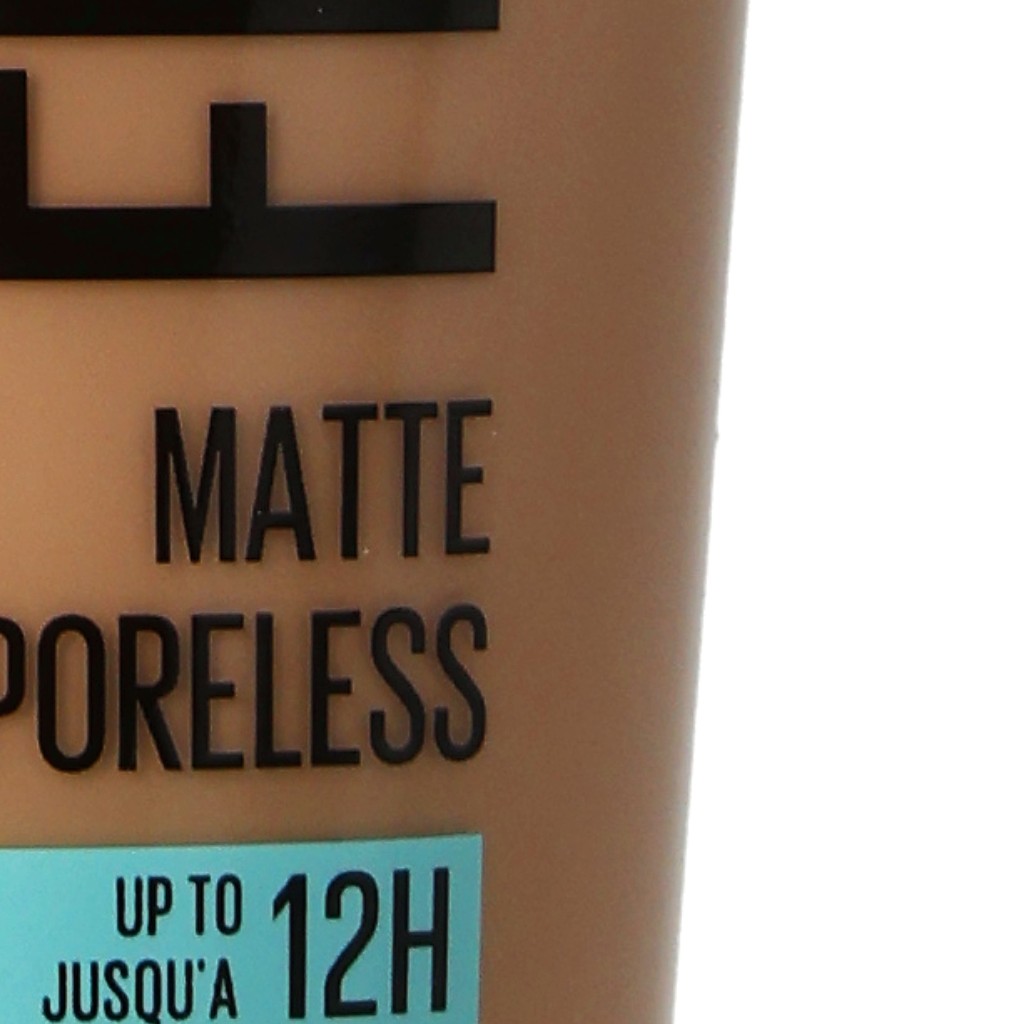 MATTE
PORELESS
UP TO 12H
JUSQU'A